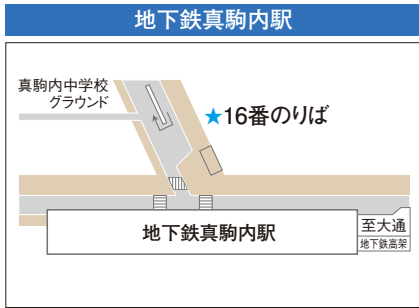 地下鉄真駒内駅
真駒内中学校
グラウンド
★16番のりば
地下鉄真駒内駅
至大通
地下鉄高架